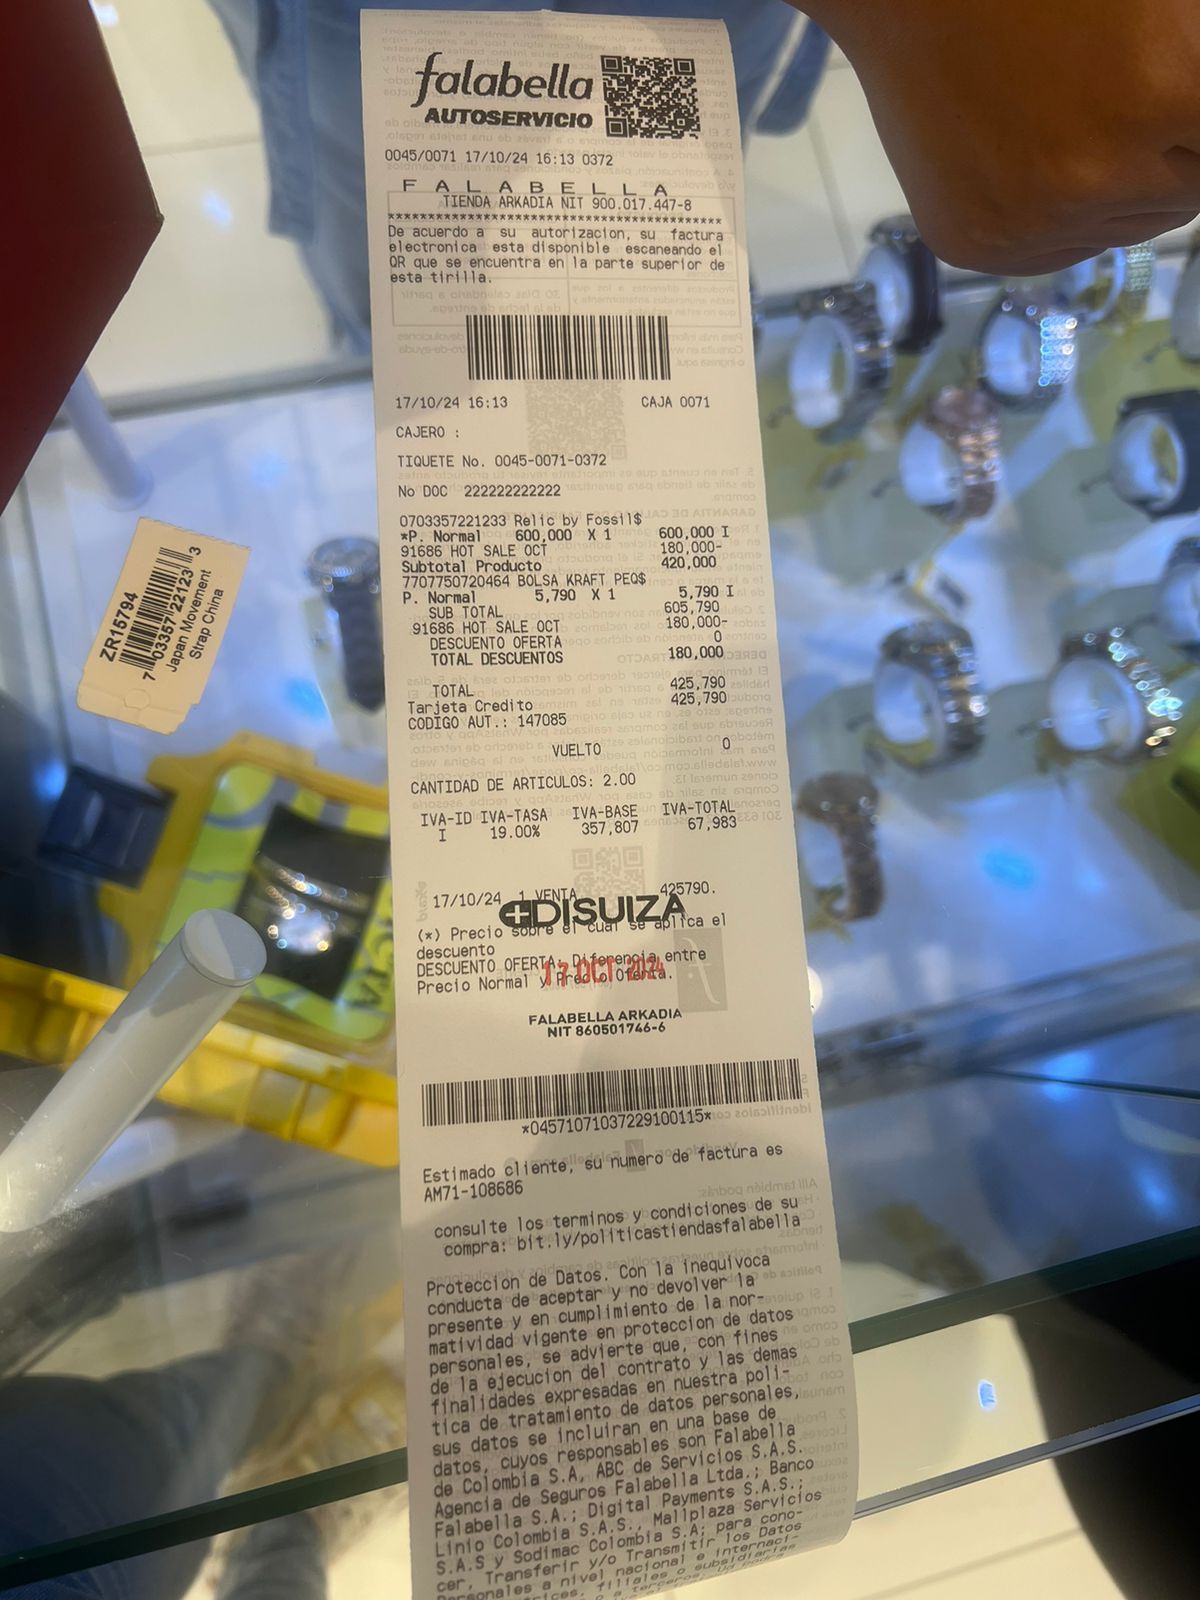 falabella
AUTOSERVICIO
0045/0071 17/10/24 16:13 0372
F A L A B E L L A
TIENDA ARKADIA NIT 900.017.447-8
De acuerdo a su autorizacion, su factura
electronica esta disponible escaneando el
QR que se encuentra en la parte superior de
esta tirilla.
17/10/24 16:13 CAJA 0071
CAJERO :
TIQUETE No. 0045-0071-0372
No DOC 222222222222
0703357221233 Relic by Fossil$
*P. Normal 600,000 X 1 600,000 I
91686 HOT SALE OCT 180,000-
Subtotal Producto 420,000
7707750720464 BOLSA KRAFT PEQ$
P. Normal 5,790 X 1 5,790 I
SUB TOTAL 605,790
91686 HOT SALE OCT 180,000-
DESCUENTO OFERTA 0
TOTAL DESCUENTOS 180,000
TOTAL 425,790
Tarjeta Credito 425,790
CODIGO AUT.: 147085
VUELTO 0
CANTIDAD DE ARTICULOS: 2.00
IVA-ID IVA-TASA IVA-BASE IVA-TOTAL
I 19.00% 357,807 67,983
17/10/24 1 VENTA 425790.
DISUIZA
(*) Precio sobre el cual se aplica el
descuento
DESCUENTO OFERTA: Diferencia entre
Precio Normal y Precio Oferta.
17 OCT 2024
FALABELLA ARKADIA
NIT 860501746-6
*04571071037229100115*
Estimado cliente, su numero de factura es
AM71-108686
consulte los terminos y condiciones de su
compra: bit.ly/politicastiendasfalabella
Proteccion de Datos. Con la inequivoca
conducta de aceptar y no devolver la
presente y en cumplimiento de la nor-
matividad vigente en proteccion de datos
personales, se advierte que, con fines
de la ejecucion del contrato y las demas
finalidades expresadas en nuestra poli-
tica de tratamiento de datos personales,
sus datos se incluiran en una base de
datos, cuyos responsables son Falabella
de Colombia S.A, ABC de Servicios S.A.S.
Agencia de Seguros Falabella Ltda.; Banco
Falabella S.A.; Digital Payments S.A.S.;
Linio Colombia S.A.S., Mallplaza Servicios
S.A.S y Sodimac Colombia S.A; para cono-
cer, Transferir y/o Transmitir los Datos
Personales a nivel nacional e internaci-
filiales o subsidiarias
ZR15794
7 03357 22123 3
Japan Movement
Strap China